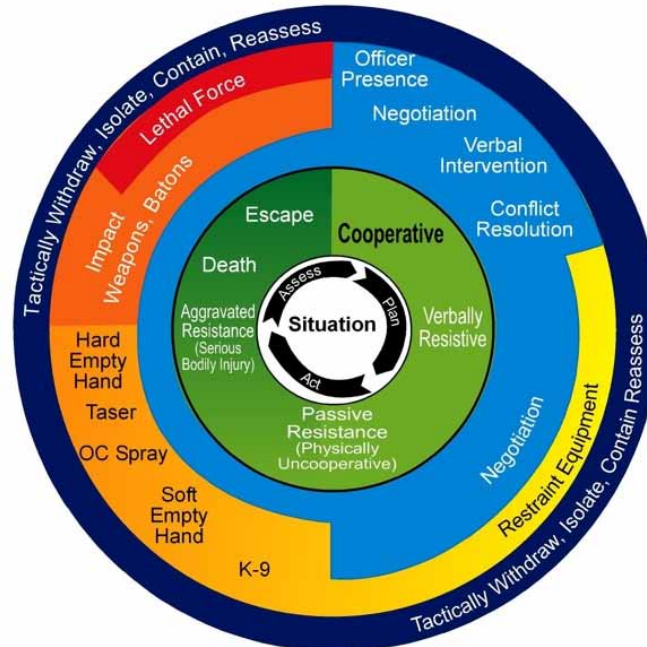 Tactically Withdraw, Isolate, Contain, Reassess
Lethal Force
Officer
Presence
Negotiation
Verbal
Intervention
Conflict
Resolution
Impact
Weapons, Batons
Escape
Cooperative
Death
Aggravated
Resistance
(Serious
Bodily Injury)
Assess
Plan
Act
Situation
Verbally
Resistive
Passive
Resistance
(Physically
Uncooperative)
Hard
Empty
Hand
Taser
OC Spray
Soft
Empty
Hand
K-9
Negotiation
Restraint Equipment
Tactically Withdraw, Isolate, Contain Reassess